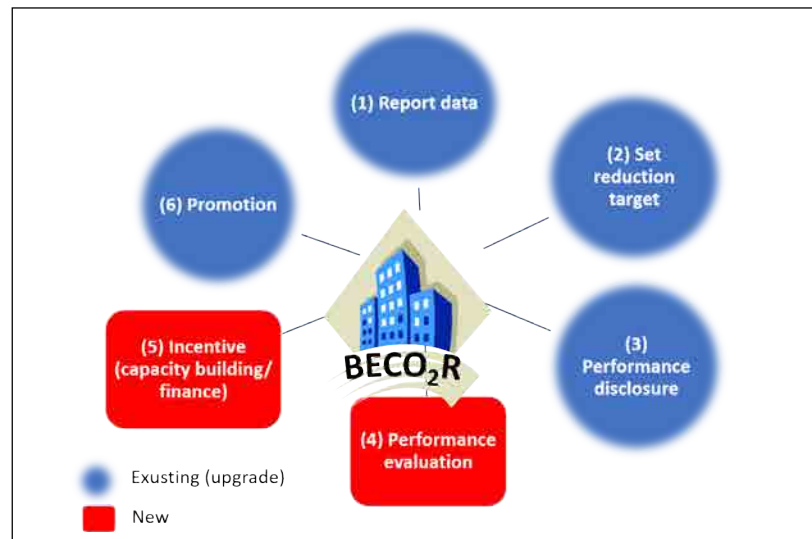 (1) Report data
(2) Set
reduction
target
(3)
Performance
disclosure
(4) Performance
evaluation
(5) Incentive
(capacity building/
finance)
(6) Promotion
BECO₂R
Exusting (upgrade)
New